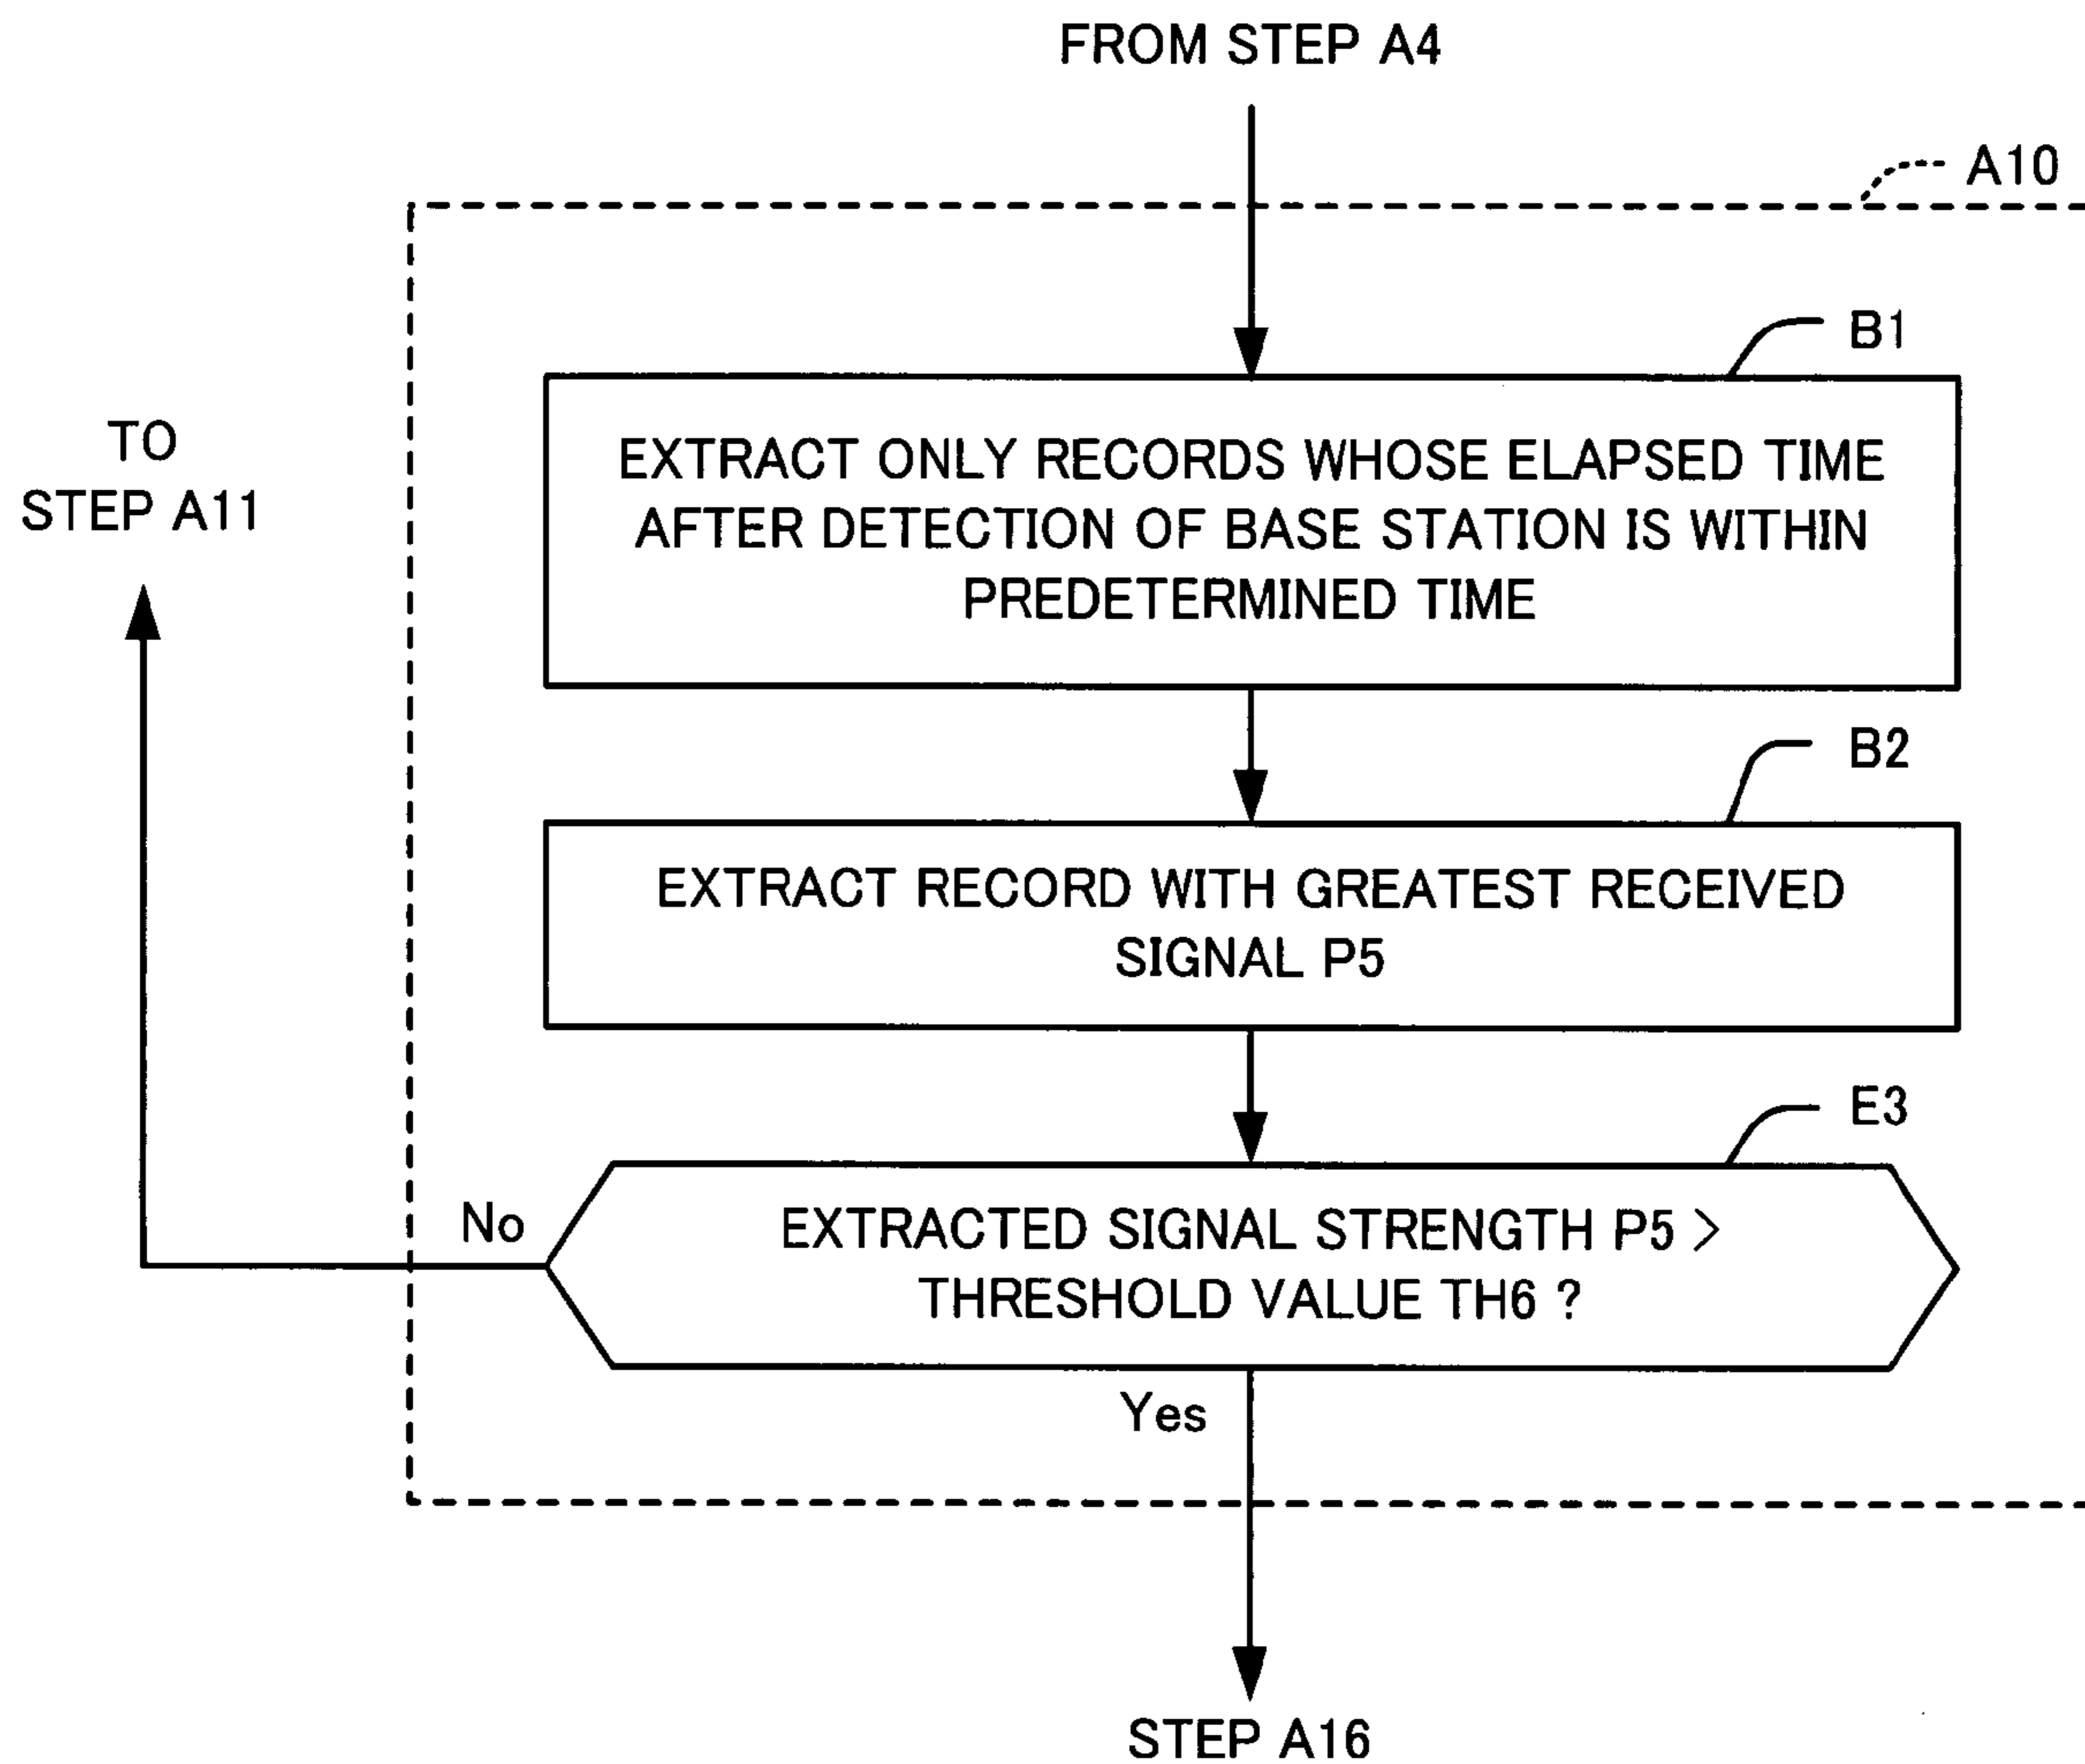 FROM STEP A4
A10
B1
TO
STEP A11
EXTRACT ONLY RECORDS WHOSE ELAPSED TIME
AFTER DETECTION OF BASE STATION IS WITHIN
PREDETERMINED TIME
B2
EXTRACT RECORD WITH GREATEST RECEIVED
SIGNAL P5
E3
No
EXTRACTED SIGNAL STRENGTH P5 >
THRESHOLD VALUE TH6 ?
Yes
STEP A16